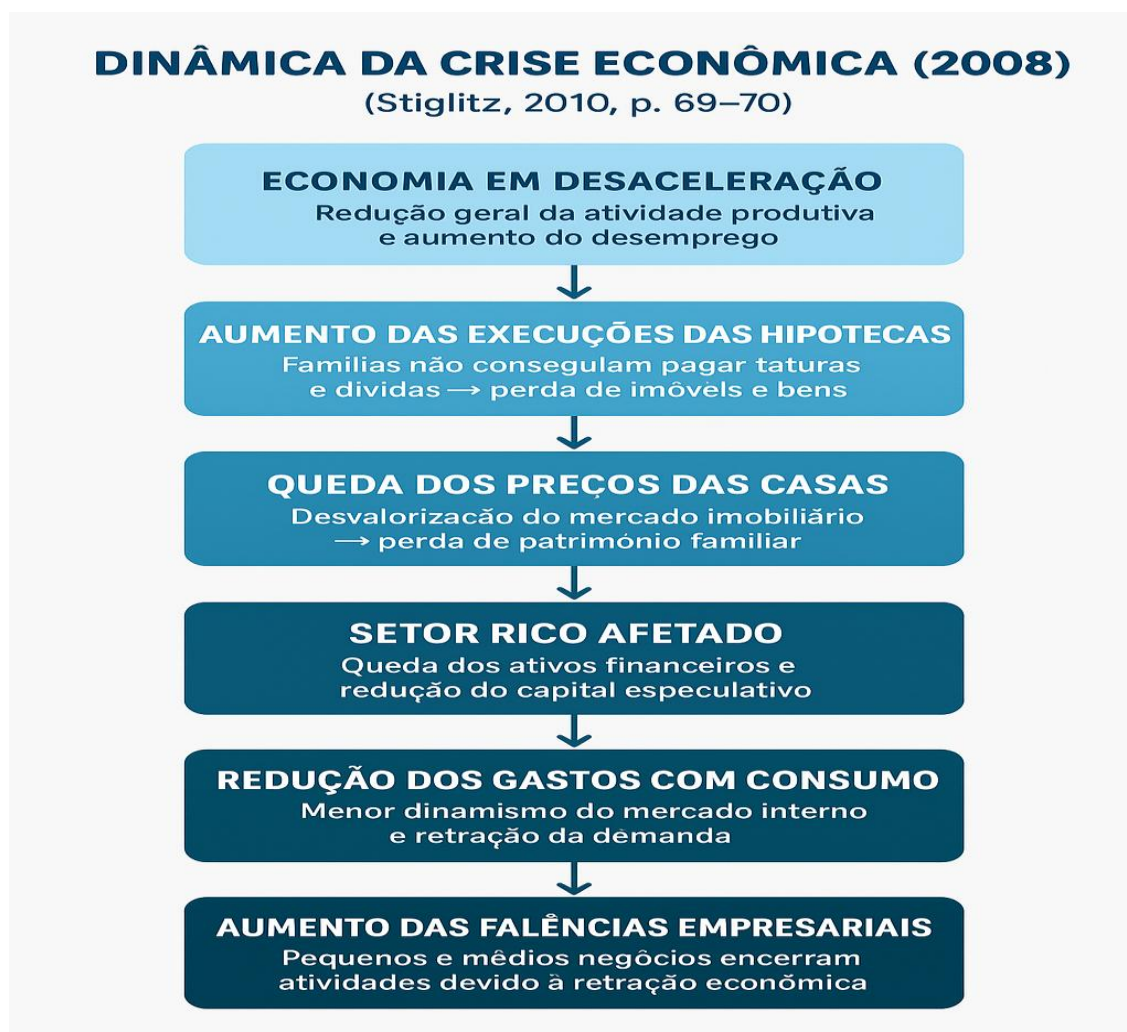 DINÂMICA DA CRISE ECONÔMICA (2008)
(Stiglitz, 2010, p. 69–70)
ECONOMIA EM DESACELERAÇÃO
Redução geral da atividade produtiva
e aumento do desemprego
AUMENTO DAS EXECUÇÕES DAS HIPOTECAS
Familias não consegulam pagar taturas
e dividas → perda de imôvels e bens
QUEDA DOS PREÇOS DAS CASAS
Desvalorizacão do mercado imobiliário
→ perda de património familiar
SETOR RICO AFETADO
Queda dos ativos financeiros e
redução do capital especulativo
REDUÇÃO DOS GASTOS COM CONSUMO
Menor dinamismo do mercado interno
e retração da demanda
AUMENTO DAS FALÊNCIAS EMPRESARIAIS
Pequenos e mêdios negôcios encerram
atividades devido à retração econômica